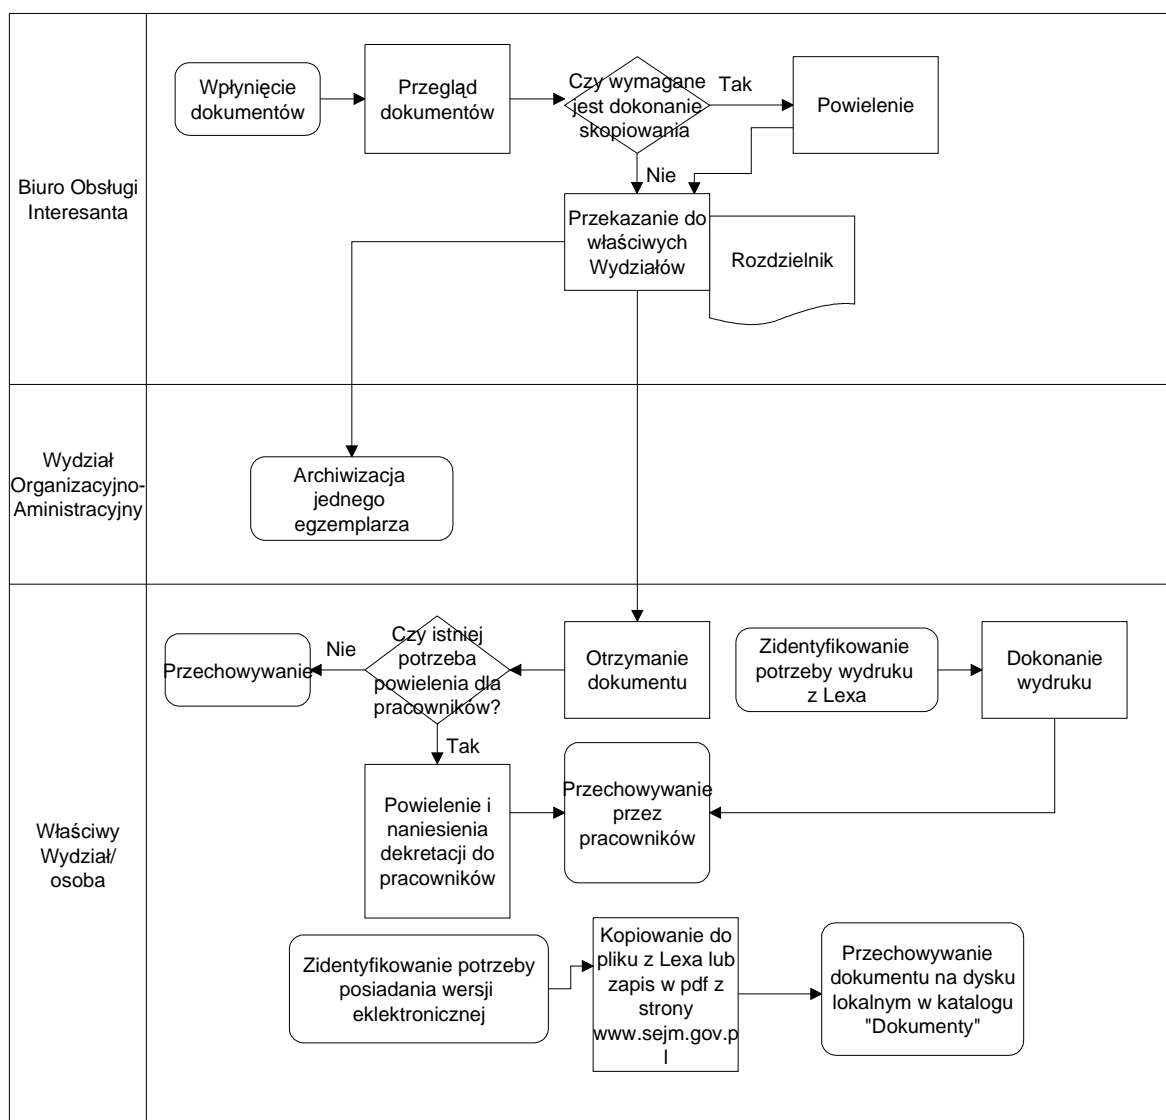 Biuro Obsługi
Interesanta
Wpłynięcie
dokumentów
Przegląd
dokumentów
Czy wymagane
jest dokonanie
skopiowania
Tak
Powielenie
Nie
Przekazanie do
właściwych
Wydziałów
Rozdzielnik
Wydział
Organizacyjno-
Aministracyjny
Archiwizacja
jednego
egzemplarza
Właściwy
Wydział/
osoba
Przechowywanie
Nie
Czy istniej
potrzeba
powielenia dla
pracowników?
Otrzymanie
dokumentu
Zidentyfikowanie
potrzeby wydruku
z Lexa
Dokonanie
wydruku
Tak
Powielenie i
naniesienia
dekretacji do
pracowników
Przechowywanie
przez
pracowników
Zidentyfikowanie potrzeby
posiadania wersji
eklektronicznej
Kopiowanie do
pliku z Lexa lub
zapis w pdf z
strony
www.sejm.gov.p
l
Przechowywanie
dokumentu na dysku
lokalnym w katalogu
"Dokumenty"